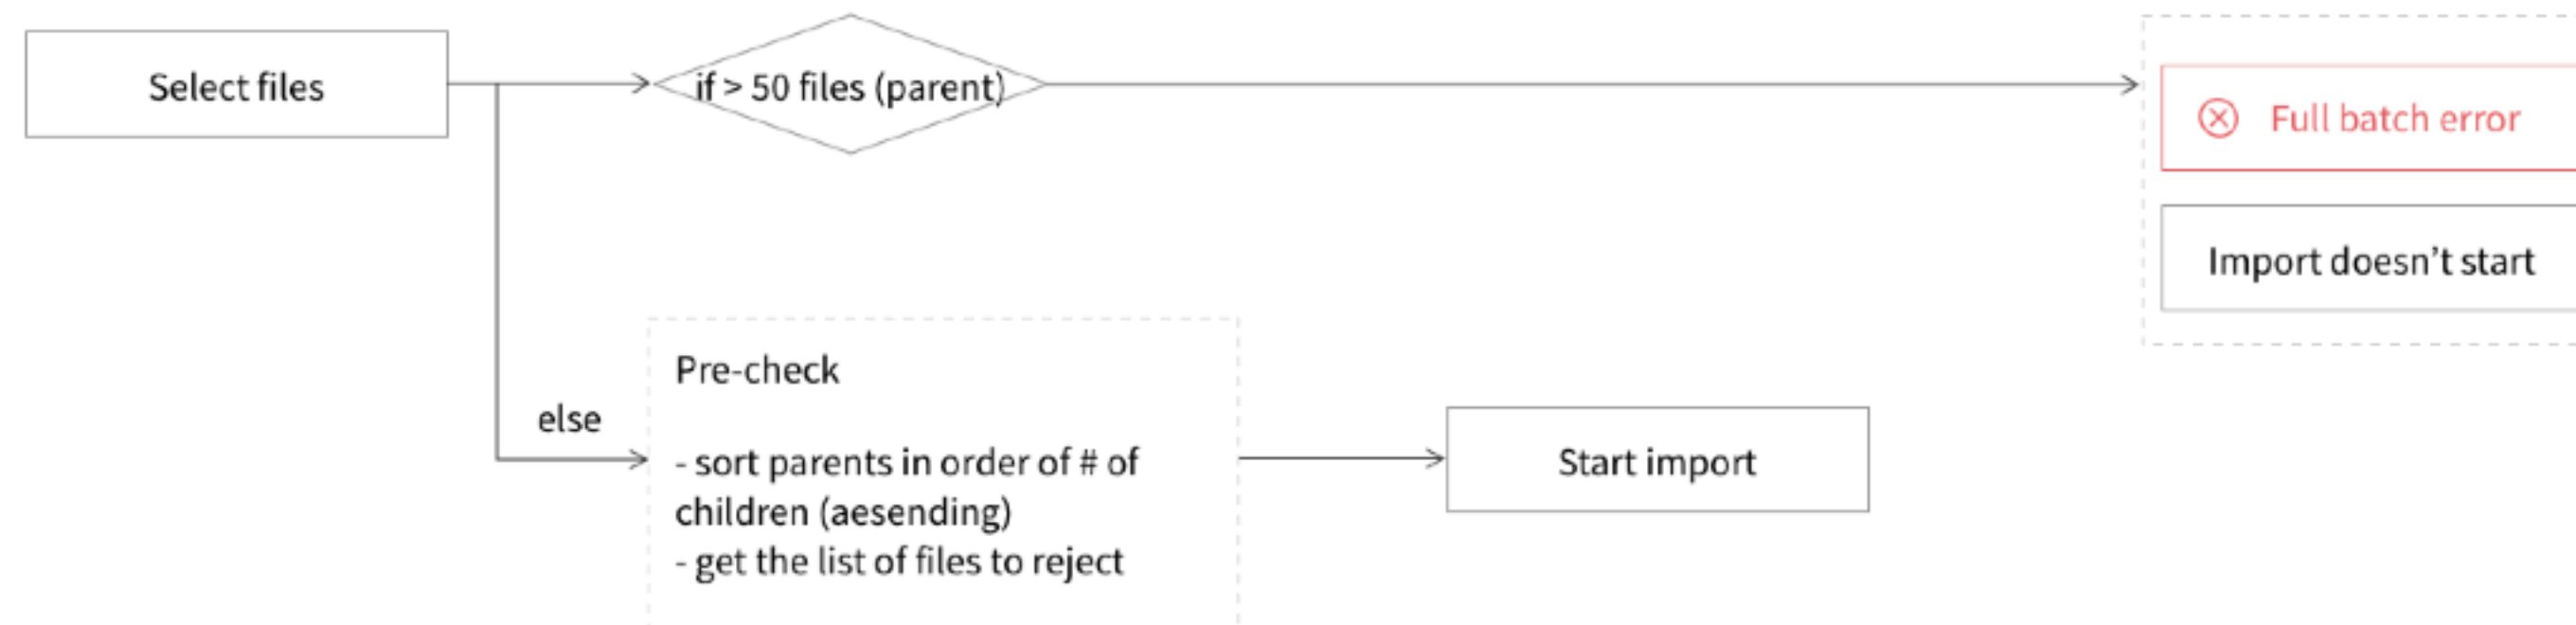 Select files
if > 50 files (parent)
Full batch error
Import doesn't start
else
Pre-check
- sort parents in order of # of
children (aesending)
- get the list of files to reject
Start import